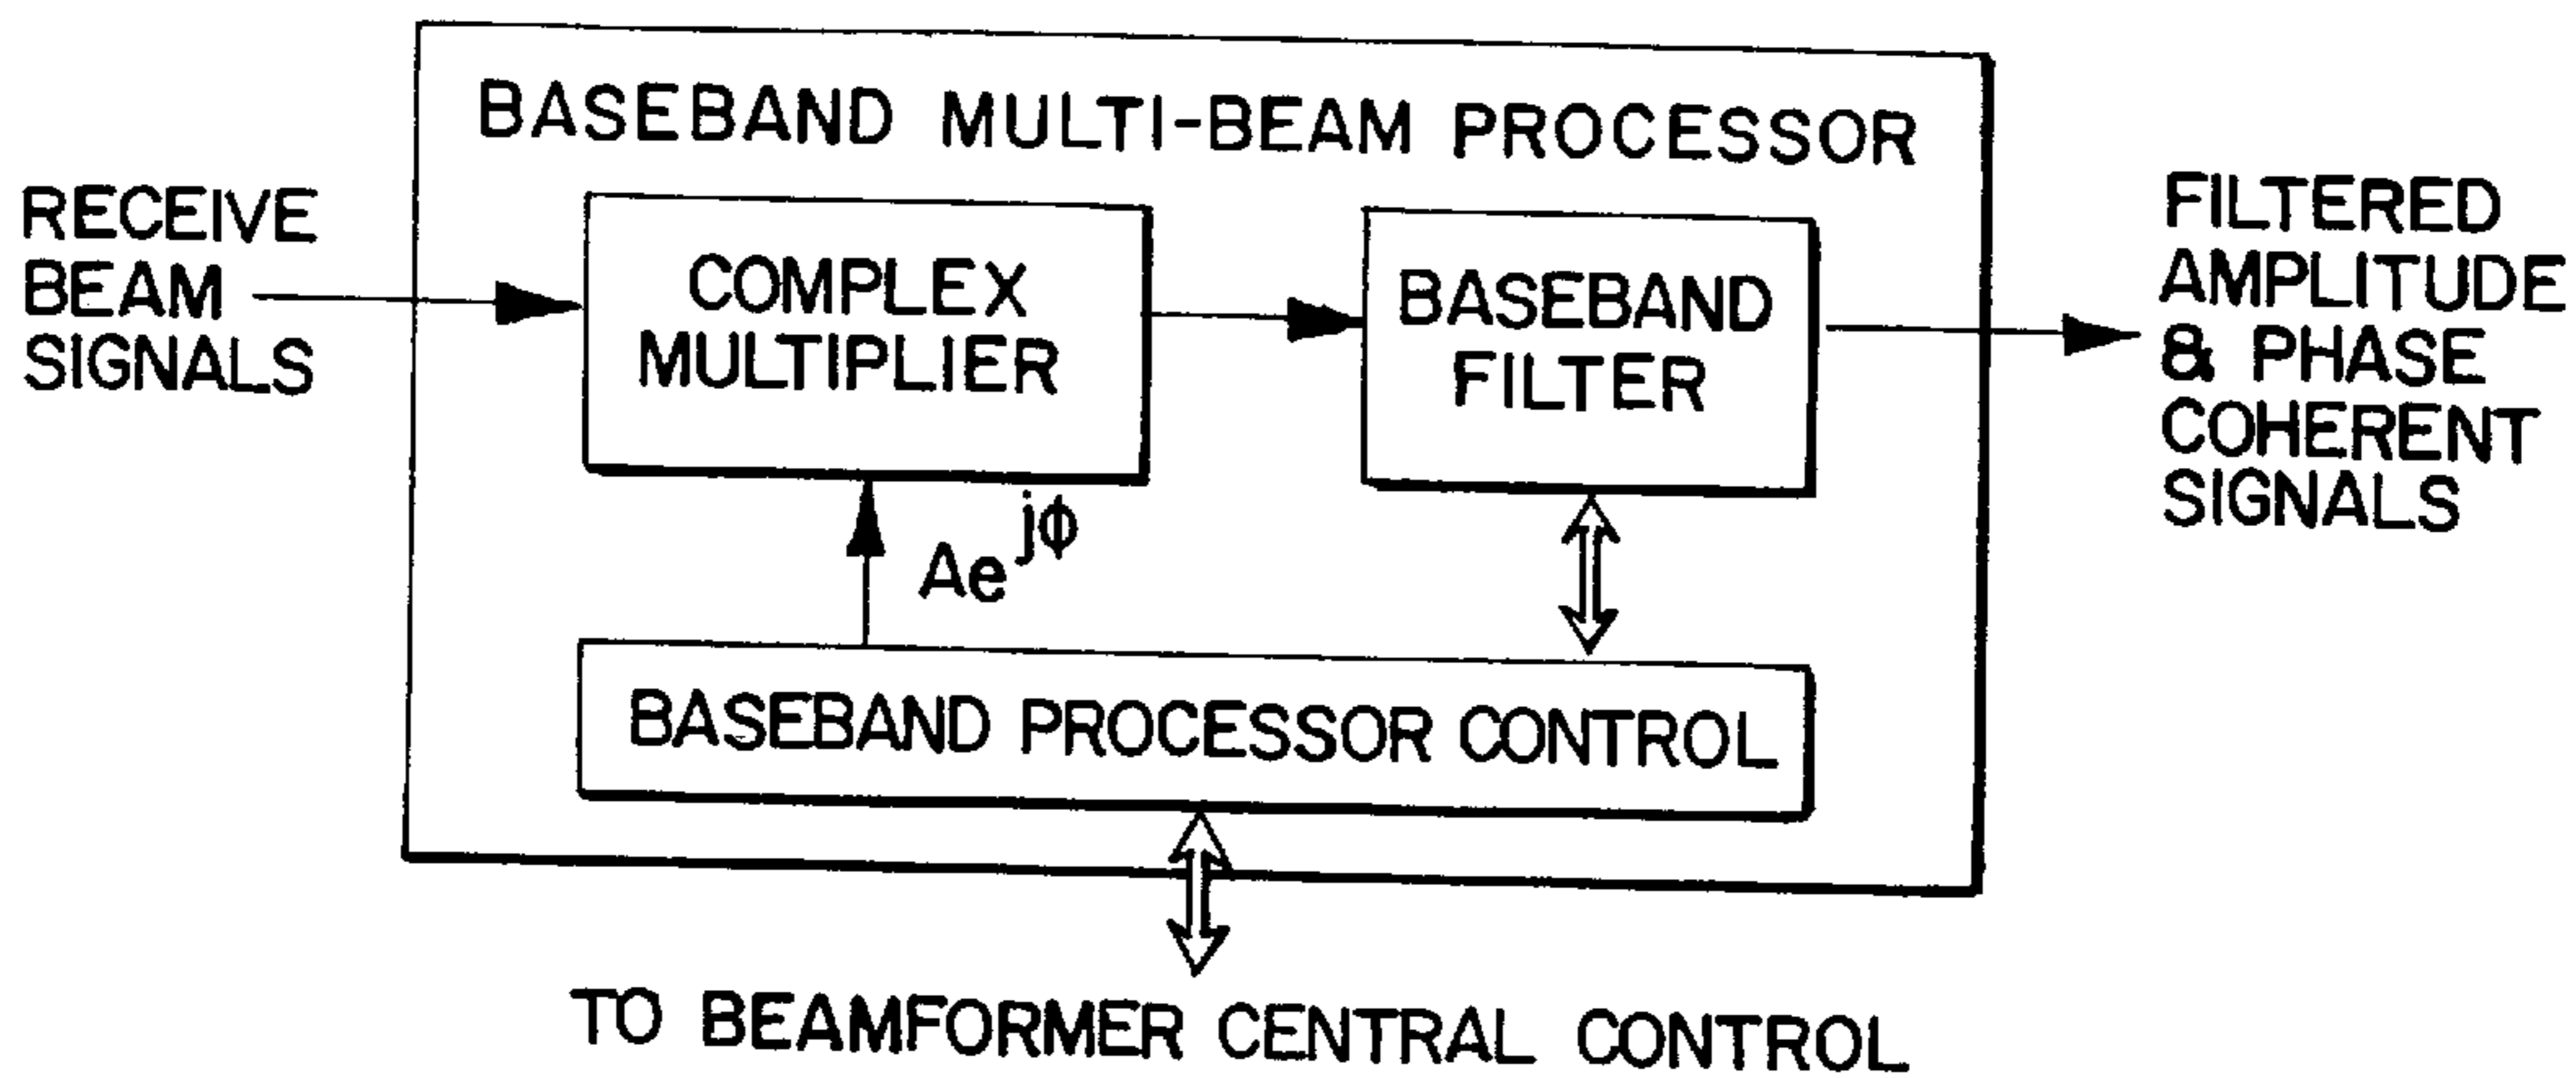 BASEBAND MULTI-BEAM PROCESSOR
RECEIVE
BEAM
SIGNALS
COMPLEX
MULTIPLIER
BASEBAND
FILTER
FILTERED
AMPLITUDE
& PHASE
COHERENT
SIGNALS
Ae^jϕ
BASEBAND PROCESSOR CONTROL
TO BEAMFORMER CENTRAL CONTROL